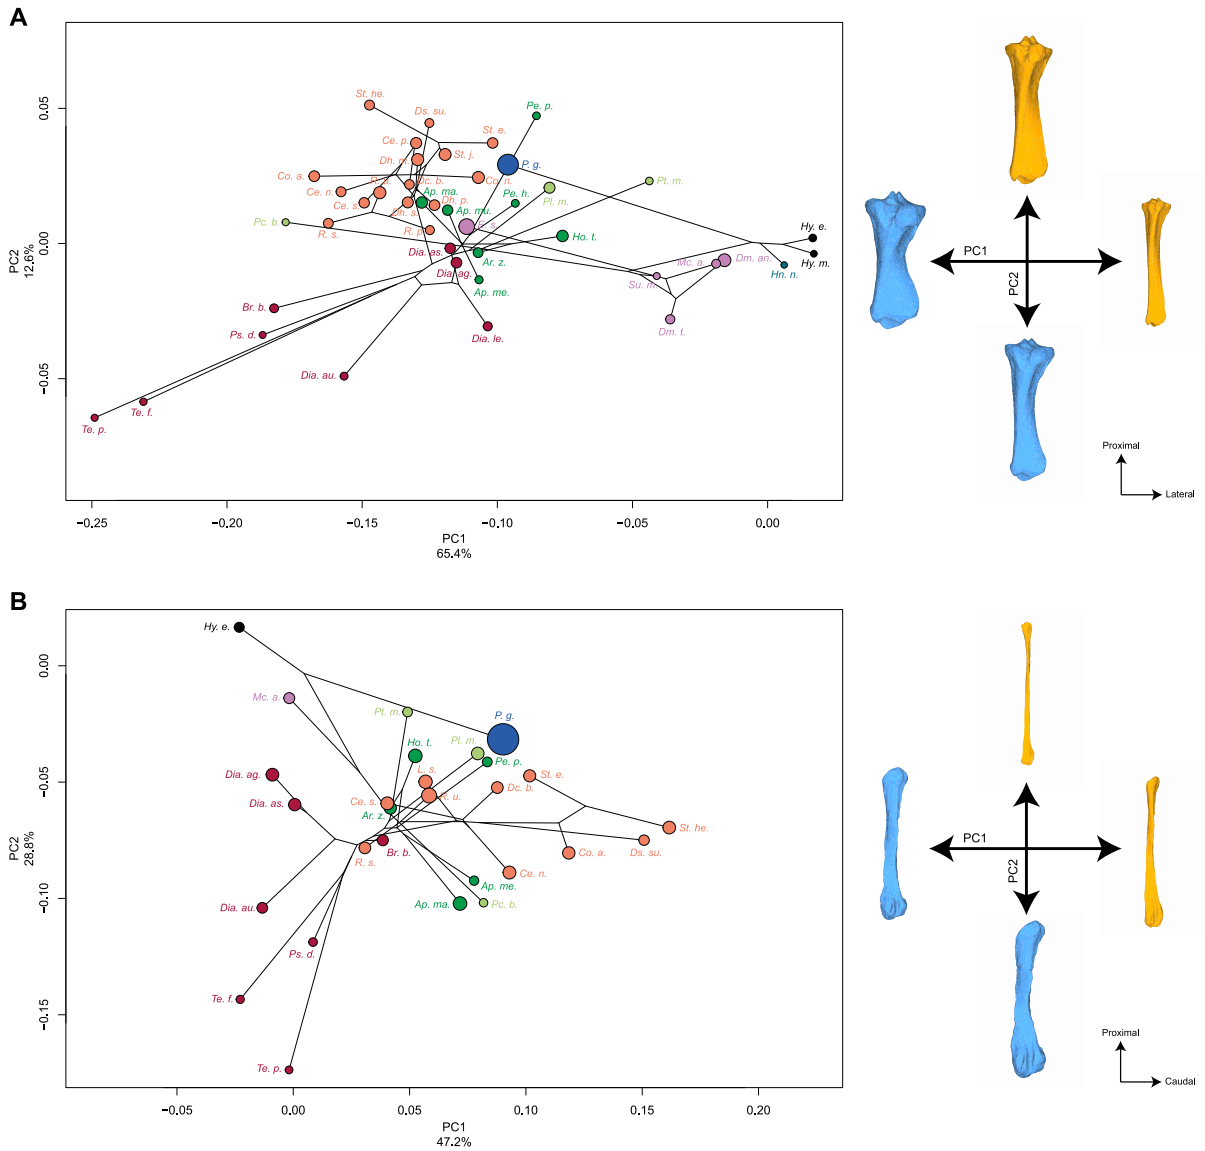 A
0.05
0.00
−0.05
PC2
12.6%
St. he.
Ds. su.
Pe. p.
Ce. p.
St. e.
St. j.
Dh. m.
P. g.
Co. a.
Dc. b.
Co. n.
Pt. m.
Ce. n.
Ap. ma.
Pe. h.
Pl. m.
Ce. s.
Dh. s.
Dh. p.
Ap. mu.
Pc. b.
R. s.
R. p.
Ho. t.
Hy. e.
Dia. as.
Ar. z.
Mc. a.
Dm. an.
Hy. m.
Dia. ag.
Ap. me.
Su. m.
Hn. n.
Br. b.
Dm. t.
Ps. d.
Dia. le.
Dia. au.
Te. f.
Te. p.
−0.25
−0.20
−0.15
−0.10
−0.05
0.00
PC1
65.4%
PC1
PC2
Proximal
Lateral
B
0.00
−0.05
−0.10
−0.15
PC2
28.8%
Hy. e.
Mc. a.
Pt. m.
P. g.
Ho. t.
Pl. m.
Pe. p.
Dia. ag.
L. s.
St. e.
Dia. as.
Ce. s.
R. u.
Dc. b.
Ar. z.
St. he.
Br. b.
R. s.
Co. a.
Ds. su.
Ce. n.
Ap. me.
Dia. au.
Ap. ma.
Pc. b.
Ps. d.
Te. f.
Te. p.
−0.05
0.00
0.05
0.10
0.15
0.20
PC1
47.2%
PC1
PC2
Proximal
Caudal